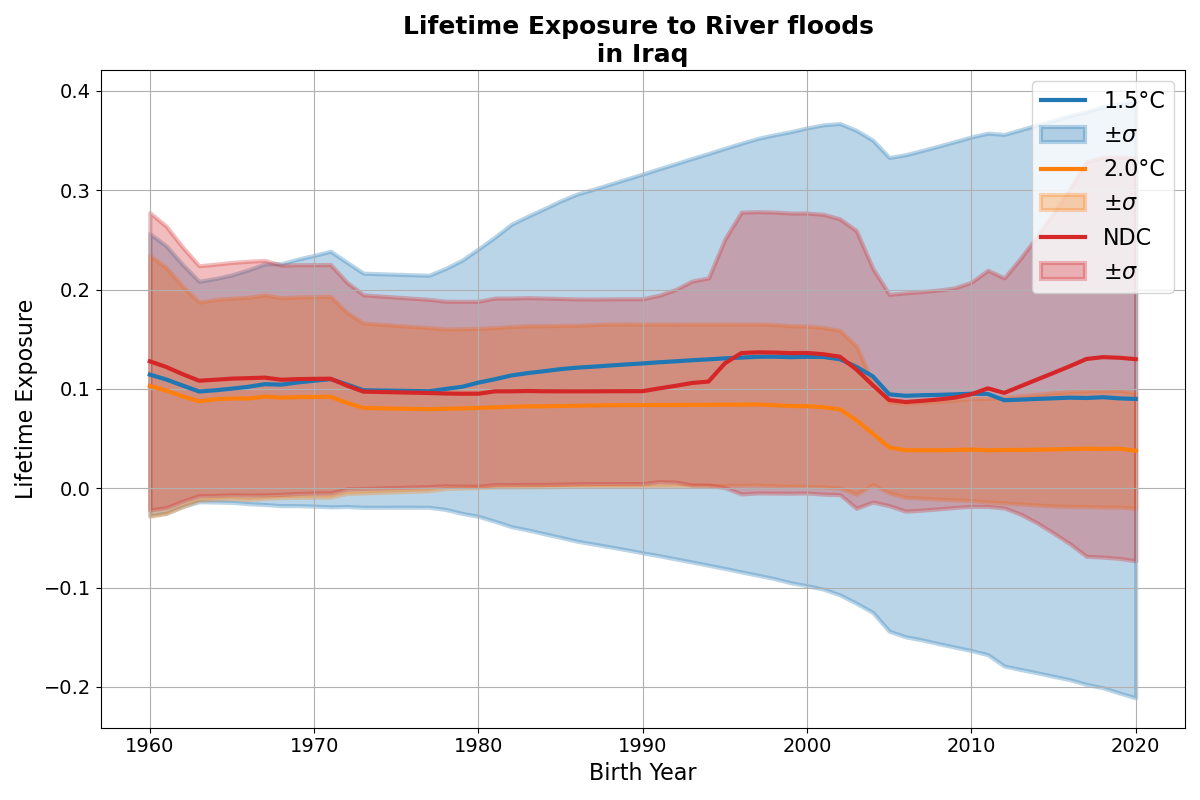 Lifetime Exposure to River floods
in Iraq
Lifetime Exposure
0.4
0.3
0.2
0.1
0.0
−0.1
−0.2
1.5°C
±σ
2.0°C
±σ
NDC
±σ
1960
1970
1980
1990
2000
2010
2020
Birth Year